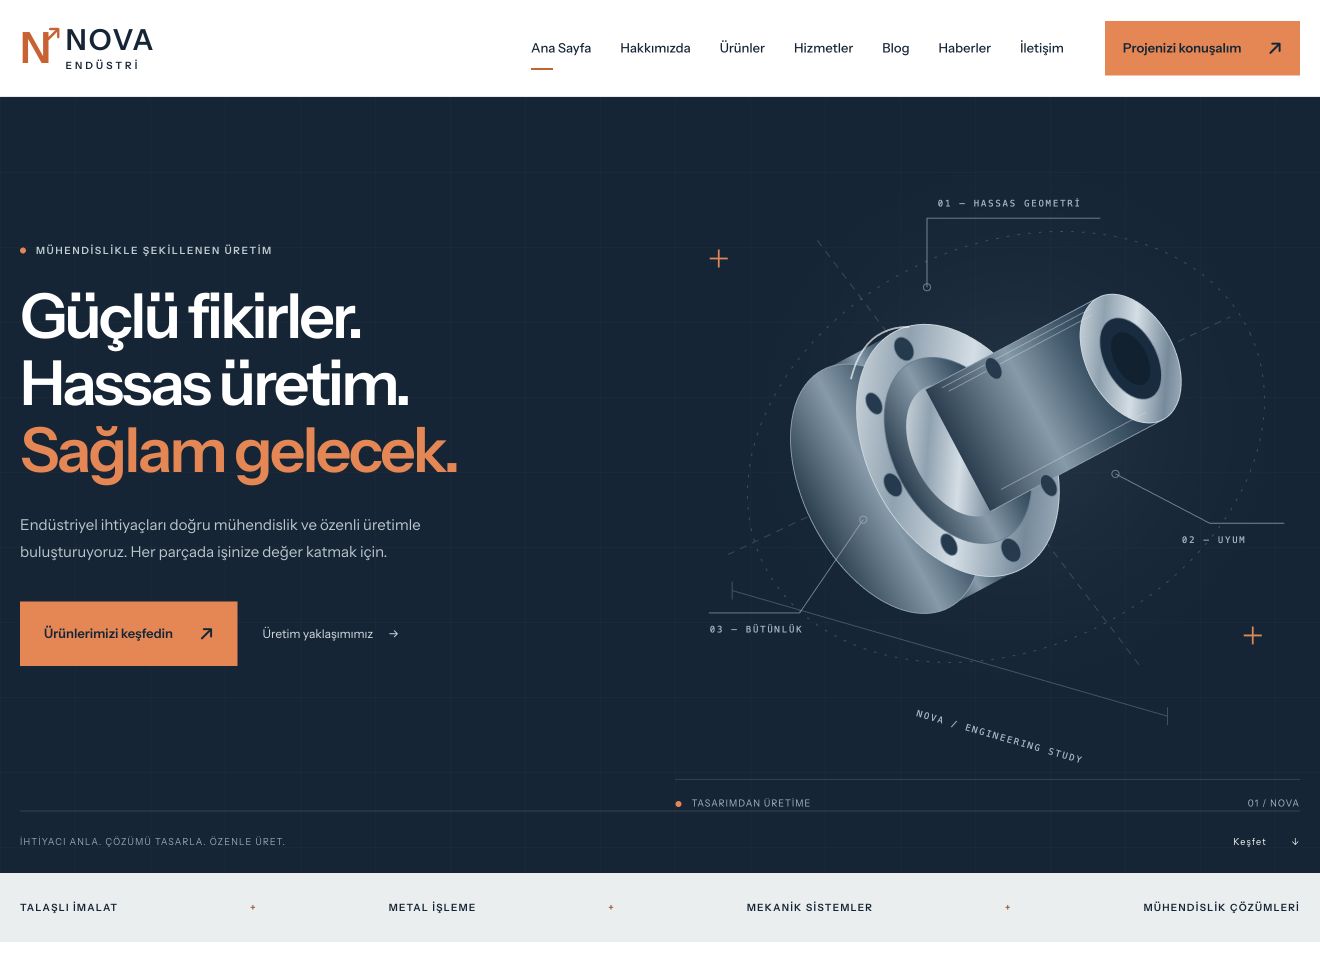 NOVA
ENDÜSTRİ
Ana Sayfa
Hakkımızda
Ürünler
Hizmetler
Blog
Haberler
İletişim
Projenizi konuşalım
MÜHENDİSLİKLE ŞEKİLLENEN ÜRETİM
Güçlü fikirler.
Hassas üretim.
Sağlam gelecek.
Endüstriyel ihtiyaçları doğru mühendislik ve özenli üretimle
buluşturuyoruz. Her parçada işinize değer katmak için.
Ürünlerimizi keşfedin
Üretim yaklaşımımız →
01 — HASSAS GEOMETRİ
02 — UYUM
03 — BÜTÜNLÜK
NOVA / ENGINEERING STUDY
TASARIMDAN ÜRETİME
01 / NOVA
İHTİYACI ANLA. ÇÖZÜMÜ TASARLA. ÖZENLE ÜRET.
Keşfet ↓
TALAŞLI İMALAT + METAL İŞLEME + MEKANİK SİSTEMLER + MÜHENDİSLİK ÇÖZÜMLERİ